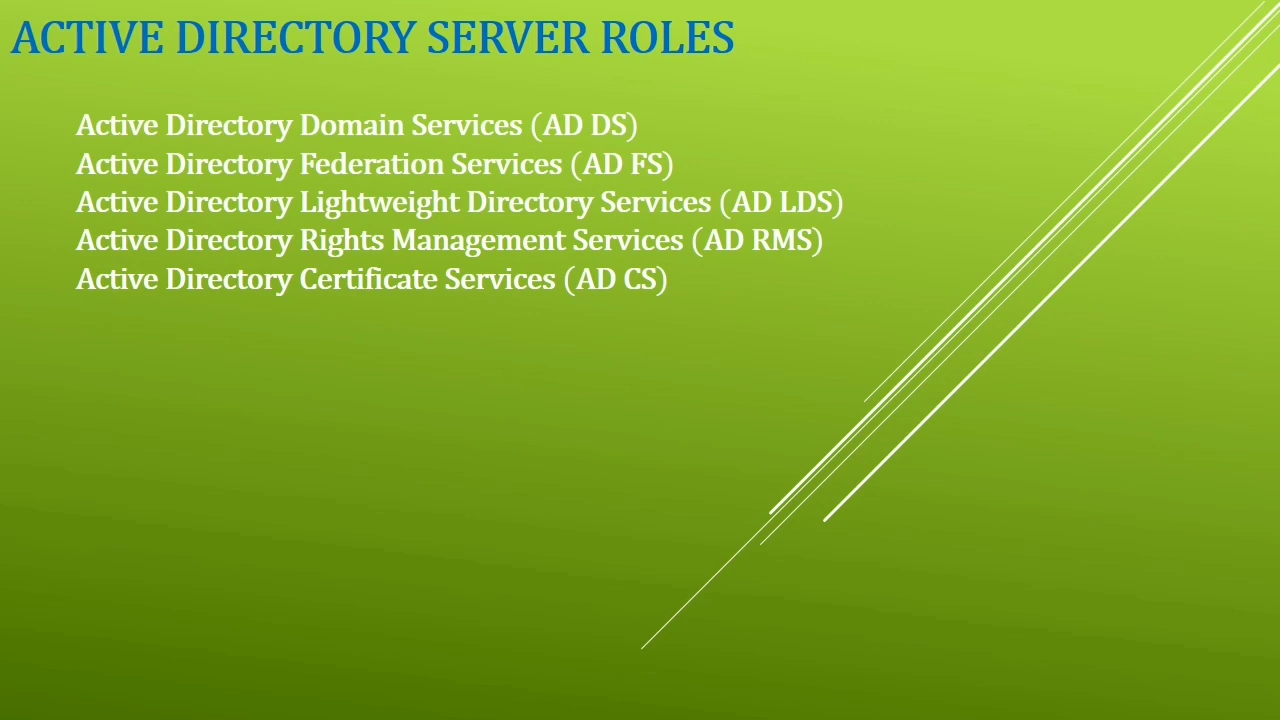 ACTIVE DIRECTORY SERVER ROLES
Active Directory Domain Services (AD DS)
Active Directory Federation Services (AD FS)
Active Directory Lightweight Directory Services (AD LDS)
Active Directory Rights Management Services (AD RMS)
Active Directory Certificate Services (AD CS)